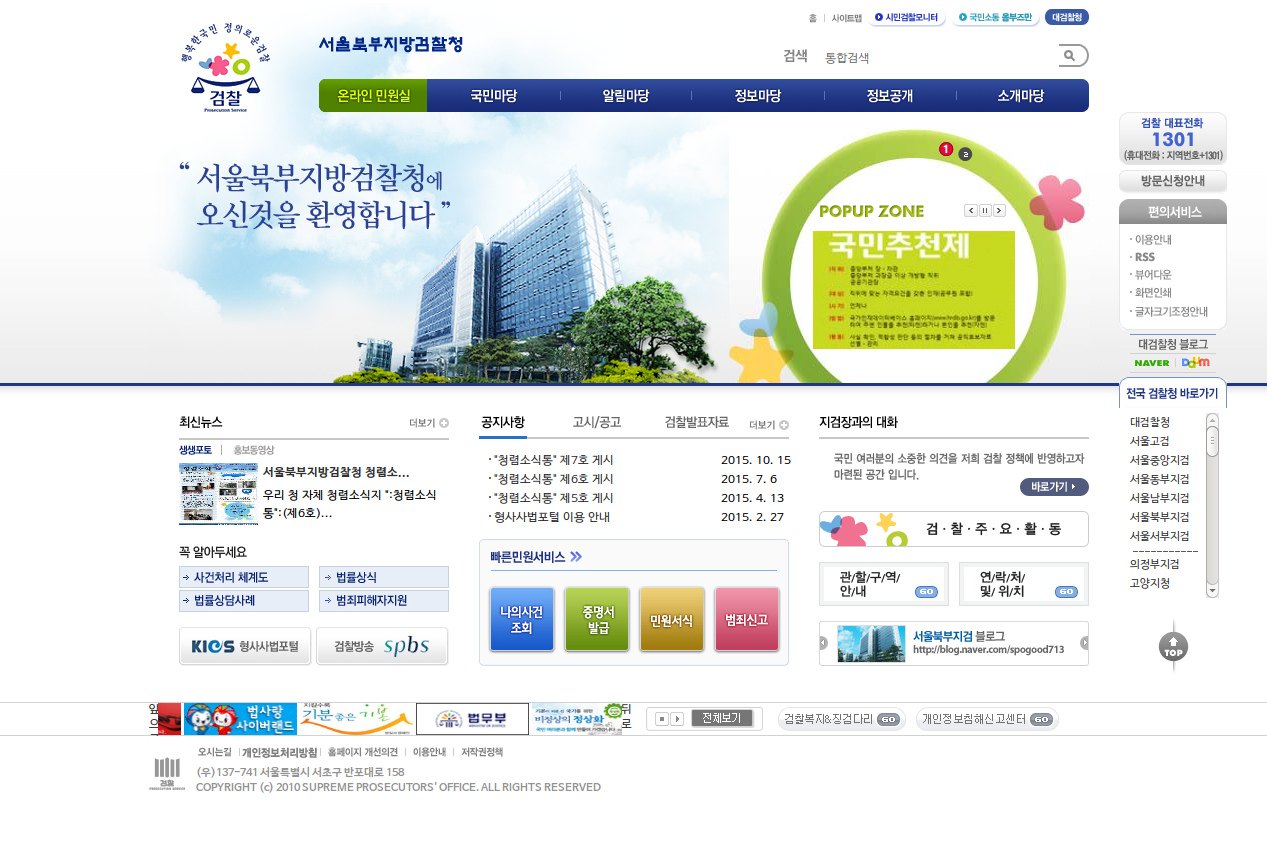 행복한국민 정의로운검찰
검찰
Prosecution Service
서울북부지방검찰청
홈
사이트맵
시민검찰모니터
국민소통 옴부즈만
대검찰청
검색
통합검색
온라인 민원실
국민마당
알림마당
정보마당
정보공개
소개마당
“ 서울북부지방검찰청에
오신것을 환영합니다 ”
1
2
POPUP ZONE
국민추천제
검찰 대표전화
1301
(휴대전화 : 지역번호+1301)
방문신청안내
편의서비스
· 이용안내
· RSS
· 뷰어다운
· 화면인쇄
· 글자크기조정안내
대검찰청 블로그
NAVER
Daum
전국 검찰청 바로가기
대검찰청
서울고검
서울중앙지검
서울동부지검
서울남부지검
서울북부지검
서울서부지검
-----------
의정부지검
고양지청
TOP
최신뉴스
더보기
생생포토
홍보동영상
서울북부지방검찰청 청렴소...
우리 청 자체 청렴소식지 ":청렴소식
통":(제6호)...
꼭 알아두세요
사건처리 체계도
법률상식
법률상담사례
범죄피해자지원
KICS 형사사법포털
검찰방송 spbs
공지사항
고시/공고
검찰발표자료
더보기
· "청렴소식통" 제7호 게시 2015. 10. 15
· "청렴소식통" 제6호 게시 2015. 7. 6
· "청렴소식통" 제5호 게시 2015. 4. 13
· 형사사법포털 이용 안내 2015. 2. 27
빠른민원서비스
나의사건
조회
증명서
발급
민원서식
범죄신고
지검장과의 대화
국민 여러분의 소중한 의견을 저희 검찰 정책에 반영하고자
마련된 공간 입니다.
바로가기
검·찰·주·요·활·동
관/할/구/역/
안/내
GO
연/락/처/
및/ 위/치
GO
서울북부지검 블로그
http://blog.naver.com/spogood713
앞
으
법사랑
사이버랜드
기분좋은
법무부
비정상의 정상화
뒤
로
전체보기
검찰복지&징검다리 GO
개인정보침해신고센터 GO
오시는길
개인정보처리방침
홈페이지 개선의견
이용안내
저작권정책
검찰
PROSECUTION SERVICE
(우)137-741 서울특별시 서초구 반포대로 158
COPYRIGHT (c) 2010 SUPREME PROSECUTORS' OFFICE. ALL RIGHTS RESERVED